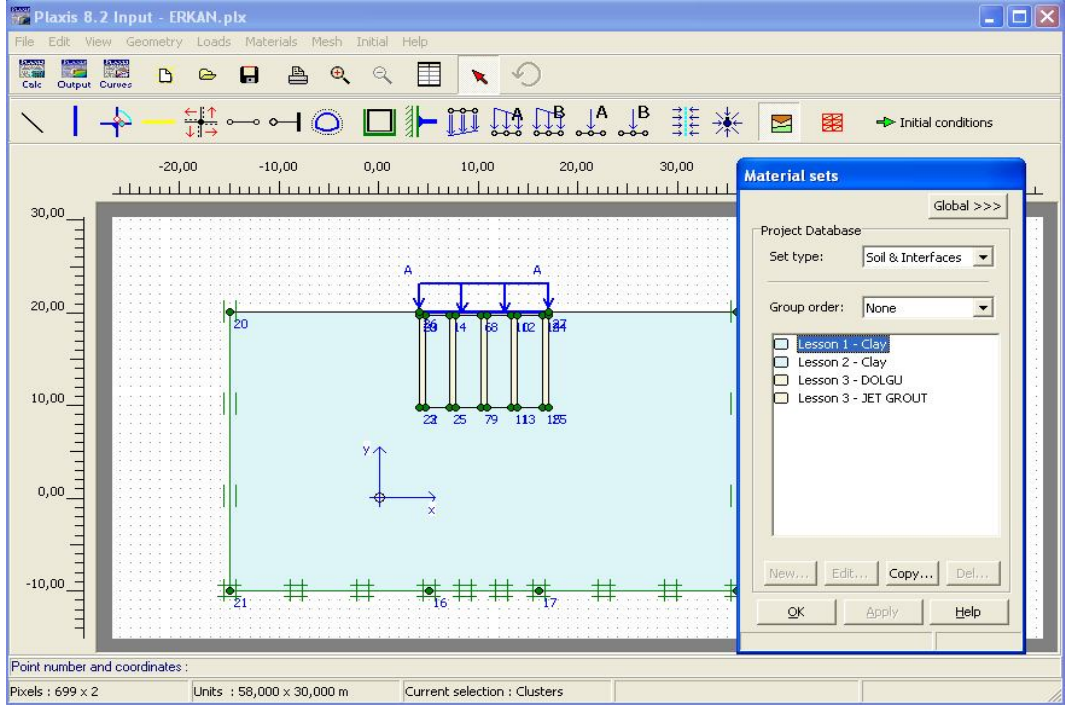 Plaxis 8.2 Input - ERKAN.plx
File Edit View Geometry Loads Materials Mesh Initial Help
Calc Output Curves
A B A B Initial conditions
-20,00 -10,00 0,00 10,00 20,00 30,00
Material sets
Global >>>
Project Database
Set type: Soil & Interfaces
Group order: None
Lesson 1 - Clay
Lesson 2 - Clay
Lesson 3 - DOLGU
Lesson 3 - JET GROUT
New... Edit... Copy... Del...
OK Apply Help
30,00
A A
20,00
20 14 68 27
10,00
25 79 113
y
0,00
x
-10,00
21 16 17
Point number and coordinates :
Pixels : 699 x 2 Units : 58,000 x 30,000 m Current selection : Clusters